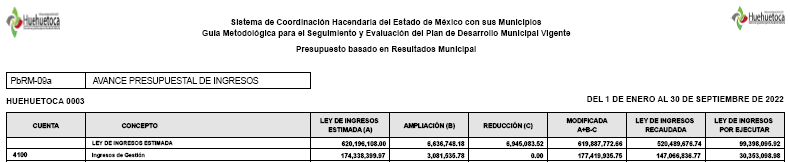 Huehuetoca
Huehuetoca
Sistema de Coordinación Hacendaria del Estado de México con sus Municipios
Guía Metodológica para el Seguimiento y Evaluación del Plan de Desarrollo Municipal Vigente
Presupuesto basado en Resultados Municipal
PbRM-09a AVANCE PRESUPUESTAL DE INGRESOS
HUEHUETOCA 0003 DEL 1 DE ENERO AL 30 DE SEPTIEMBRE DE 2022
CUENTA CONCEPTO LEY DE INGRESOS ESTIMADA (A) AMPLIACIÓN (B) REDUCCIÓN (C) MODIFICADA A+B-C LEY DE INGRESOS RECAUDADA LEY DE INGRESOS POR EJECUTAR
LEY DE INGRESOS ESTIMADA 620,196,108.00 6,636,748.18 6,945,083.52 619,887,772.66 520,489,676.74 99,398,095.92
4100 Ingresos de Gestión 174,338,399.97 3,081,535.78 0.00 177,419,935.75 147,066,836.77 30,353,098.98